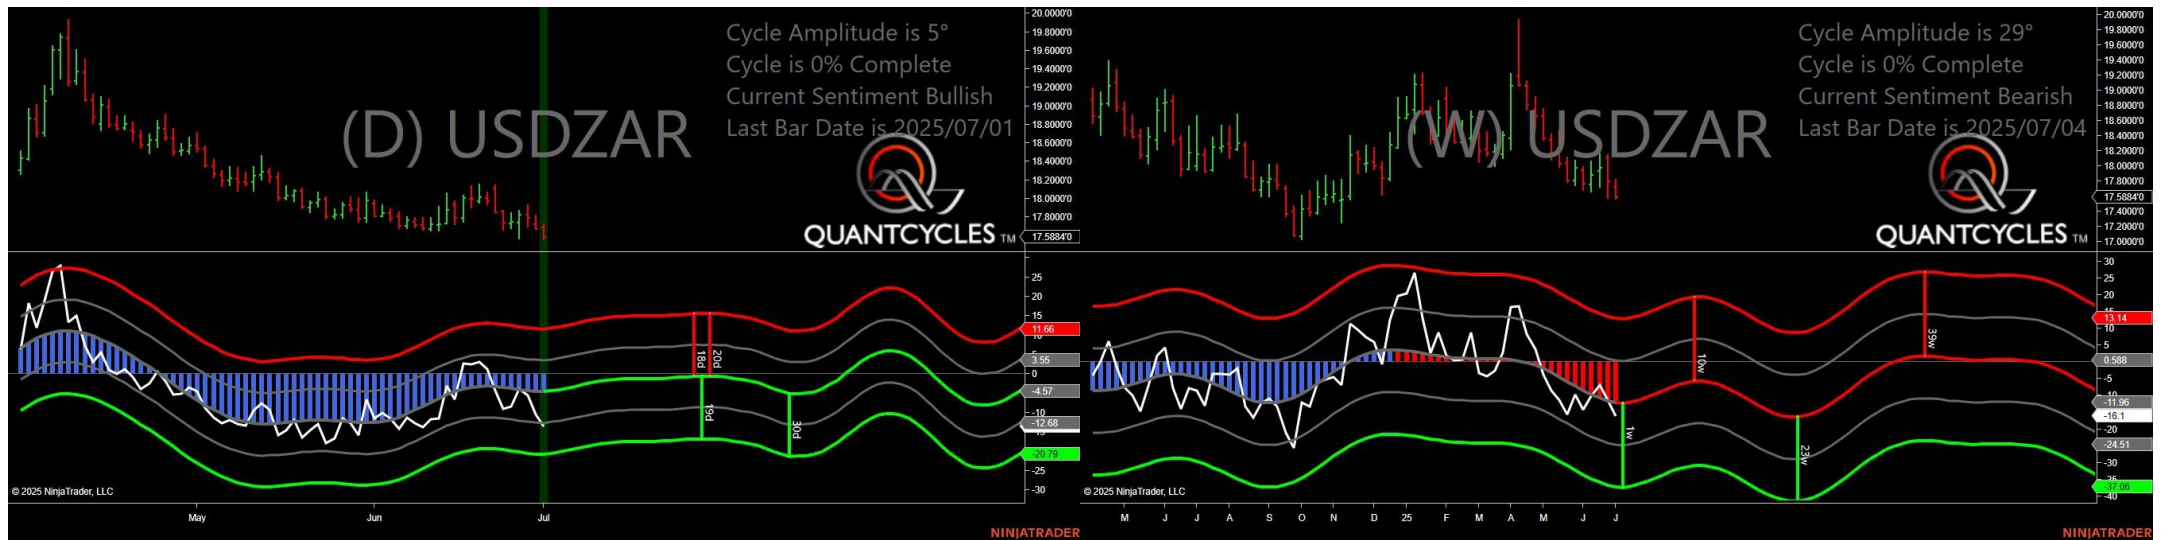 (D) USDZAR
Cycle Amplitude is 5°
Cycle is 0% Complete
Current Sentiment Bullish
Last Bar Date is 2025/07/01
QUANTCYCLES TM
20.0000'0
19.8000'0
19.6000'0
19.4000'0
19.2000'0
19.0000'0
18.8000'0
18.6000'0
18.4000'0
18.2000'0
18.0000'0
17.8000'0
17.5884'0
25
20
15
11.66
10
5
3.55
0
-4.57
-10
-12.68
-20.79
-25
-30
18d
20d
19d
30d
© 2025 NinjaTrader, LLC
May
Jun
Jul
NINJATRADER
(W) USDZAR
Cycle Amplitude is 29°
Cycle is 0% Complete
Current Sentiment Bearish
Last Bar Date is 2025/07/04
QUANTCYCLES TM
20.0000'0
19.8000'0
19.6000'0
19.4000'0
19.2000'0
19.0000'0
18.8000'0
18.6000'0
18.4000'0
18.2000'0
18.0000'0
17.8000'0
17.5884'0
17.4000'0
17.2000'0
17.0000'0
30
25
20
13.14
10
5
0.588
-5
-11.96
-16.1
-20
-24.51
-30
-35
-37.06
-40
10w
39w
1w
23w
© 2025 NinjaTrader, LLC
M J J A S O N D 25 F M A M J J
NINJATRADER